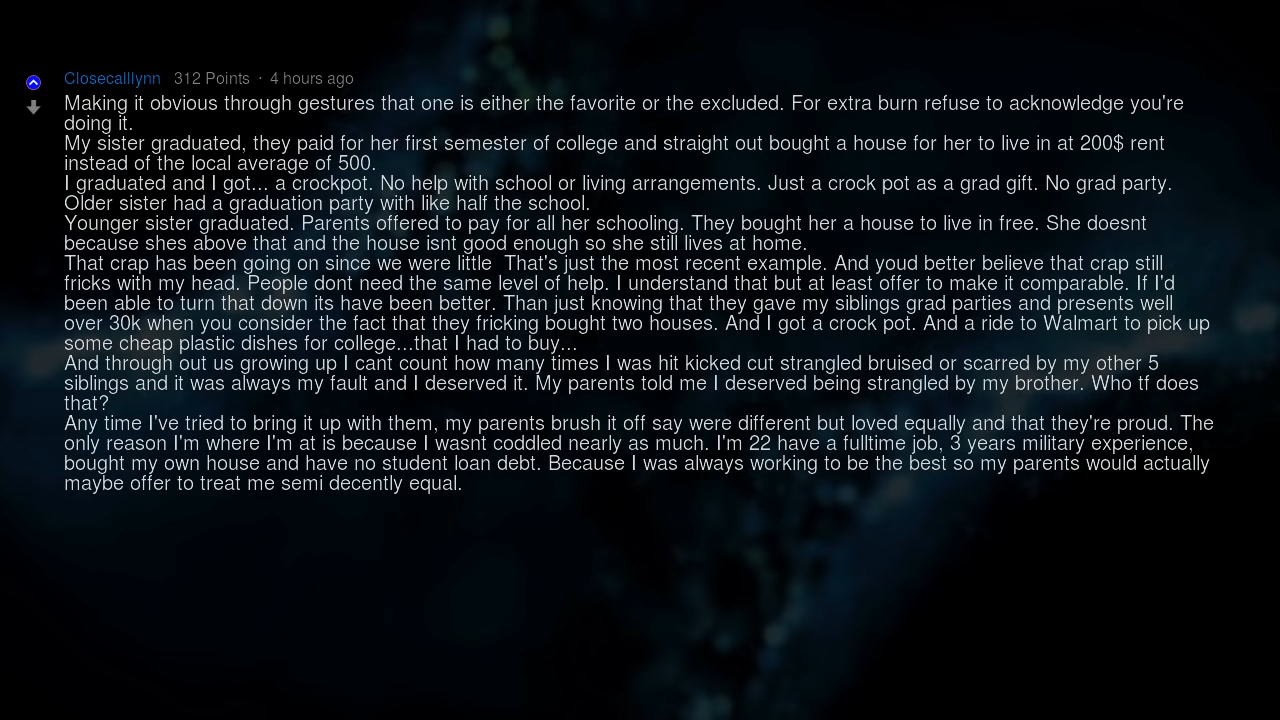 Closecalllynn 312 Points · 4 hours ago
Making it obvious through gestures that one is either the favorite or the excluded. For extra burn refuse to acknowledge you're
doing it.
My sister graduated, they paid for her first semester of college and straight out bought a house for her to live in at 200$ rent
instead of the local average of 500.
I graduated and I got... a crockpot. No help with school or living arrangements. Just a crock pot as a grad gift. No grad party.
Older sister had a graduation party with like half the school.
Younger sister graduated. Parents offered to pay for all her schooling. They bought her a house to live in free. She doesnt
because shes above that and the house isnt good enough so she still lives at home.
That crap has been going on since we were little  That's just the most recent example. And youd better believe that crap still
fricks with my head. People dont need the same level of help. I understand that but at least offer to make it comparable. If I'd
been able to turn that down its have been better. Than just knowing that they gave my siblings grad parties and presents well
over 30k when you consider the fact that they fricking bought two houses. And I got a crock pot. And a ride to Walmart to pick up
some cheap plastic dishes for college...that I had to buy...
And through out us growing up I cant count how many times I was hit kicked cut strangled bruised or scarred by my other 5
siblings and it was always my fault and I deserved it. My parents told me I deserved being strangled by my brother. Who tf does
that?
Any time I've tried to bring it up with them, my parents brush it off say were different but loved equally and that they're proud. The
only reason I'm where I'm at is because I wasnt coddled nearly as much. I'm 22 have a fulltime job, 3 years military experience,
bought my own house and have no student loan debt. Because I was always working to be the best so my parents would actually
maybe offer to treat me semi decently equal.